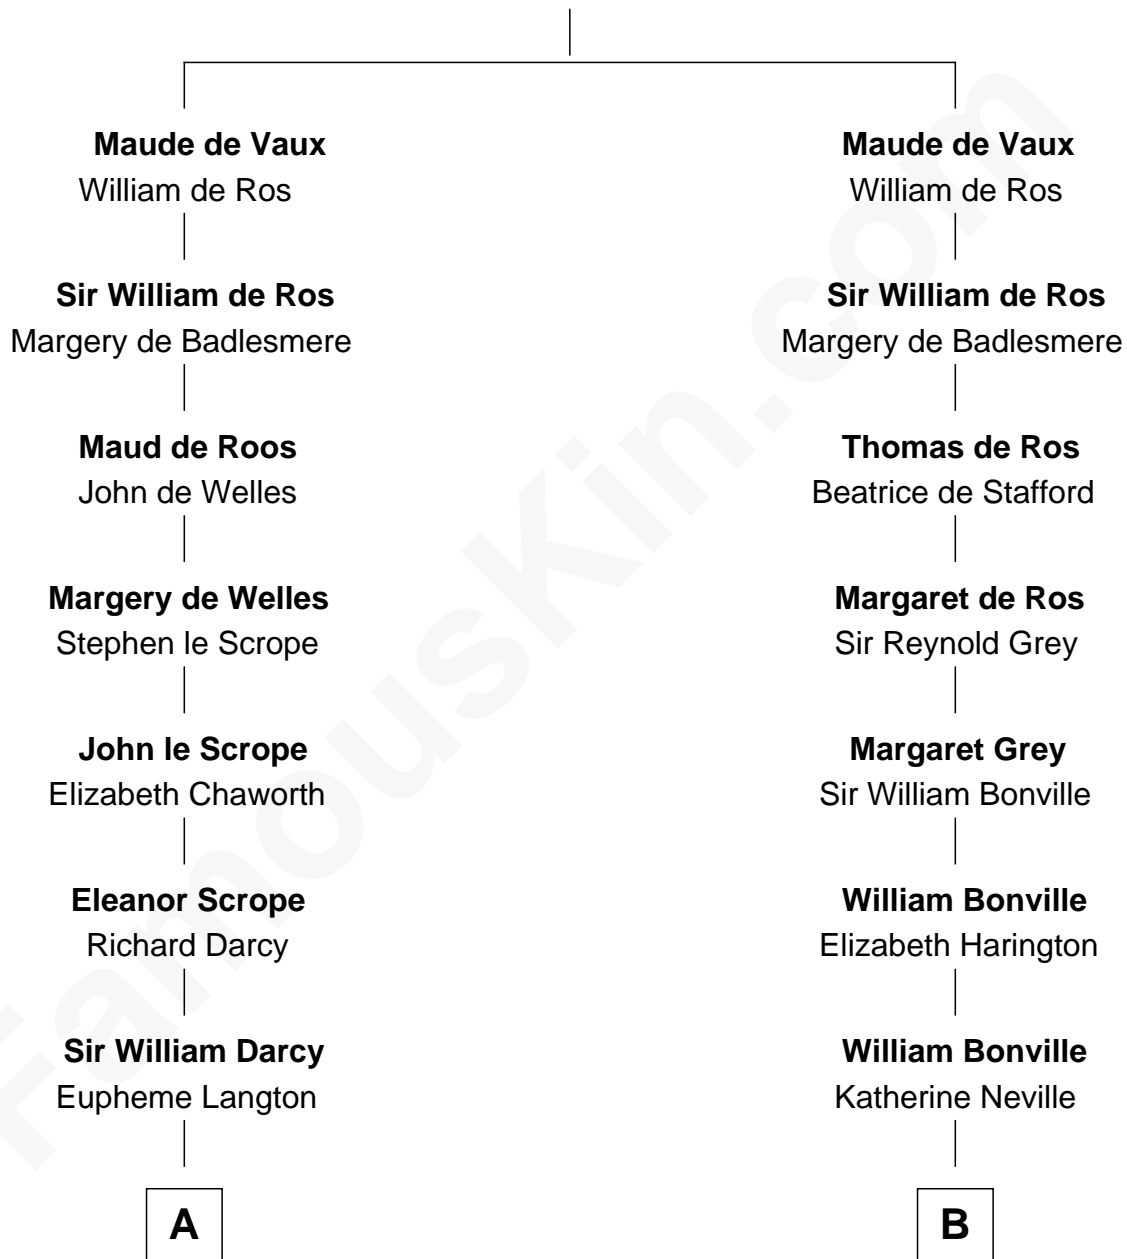 Maude de Vaux
William de Ros
Sir William de Ros
Margery de Badlesmere
Maud de Roos
John de Welles
Margery de Welles
Stephen le Scrope
John le Scrope
Elizabeth Chaworth
Eleanor Scrope
Richard Darcy
Sir William Darcy
Eupheme Langton
A
Maude de Vaux
William de Ros
Sir William de Ros
Margery de Badlesmere
Thomas de Ros
Beatrice de Stafford
Margaret de Ros
Sir Reynold Grey
Margaret Grey
Sir William Bonville
William Bonville
Elizabeth Harington
William Bonville
Katherine Neville
B
FamousKin.com